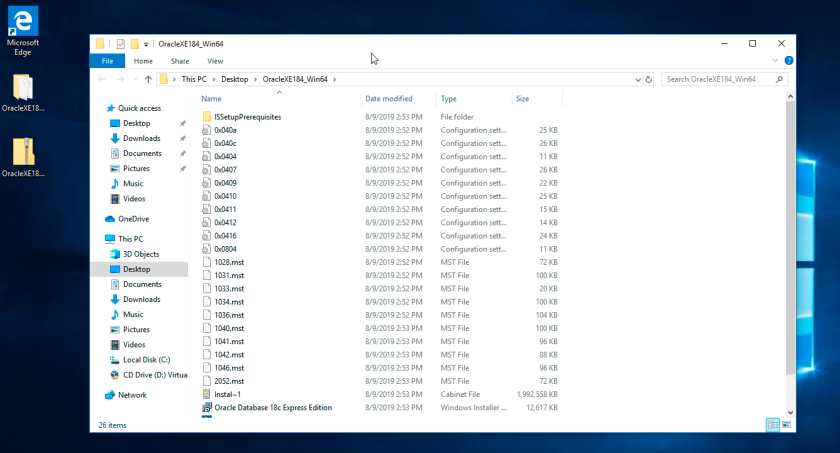 Microsoft
Edge
OracleXE18...
OracleXE18...
OracleXE184_Win64
File
Home
Share
View
This PC
Desktop
OracleXE184_Win64
Search OracleXE184_Win64
Name
Date modified
Type
Size
Quick access
Desktop
Downloads
Documents
Pictures
Music
Videos
OneDrive
This PC
3D Objects
Desktop
Documents
Downloads
Music
Pictures
Videos
Local Disk (C:)
CD Drive (D:) Virtua
Network
ISSetupPrerequisites 8/9/2019 2:53 PM File folder
0x040a 8/9/2019 2:52 PM Configuration sett... 25 KB
0x040c 8/9/2019 2:52 PM Configuration sett... 26 KB
0x0404 8/9/2019 2:52 PM Configuration sett... 11 KB
0x0407 8/9/2019 2:52 PM Configuration sett... 26 KB
0x0409 8/9/2019 2:52 PM Configuration sett... 22 KB
0x0410 8/9/2019 2:52 PM Configuration sett... 25 KB
0x0411 8/9/2019 2:52 PM Configuration sett... 15 KB
0x0412 8/9/2019 2:52 PM Configuration sett... 14 KB
0x0416 8/9/2019 2:52 PM Configuration sett... 24 KB
0x0804 8/9/2019 2:52 PM Configuration sett... 11 KB
1028.mst 8/9/2019 2:52 PM MST File 72 KB
1031.mst 8/9/2019 2:53 PM MST File 100 KB
1033.mst 8/9/2019 2:52 PM MST File 20 KB
1034.mst 8/9/2019 2:53 PM MST File 100 KB
1036.mst 8/9/2019 2:52 PM MST File 104 KB
1040.mst 8/9/2019 2:53 PM MST File 100 KB
1041.mst 8/9/2019 2:53 PM MST File 96 KB
1042.mst 8/9/2019 2:53 PM MST File 88 KB
1046.mst 8/9/2019 2:53 PM MST File 96 KB
2052.mst 8/9/2019 2:53 PM MST File 72 KB
Instal~1 8/9/2019 2:53 PM Cabinet File 1,992,558 KB
Oracle Database 18c Express Edition 8/9/2019 2:53 PM Windows Installer ... 12,617 KB
26 items